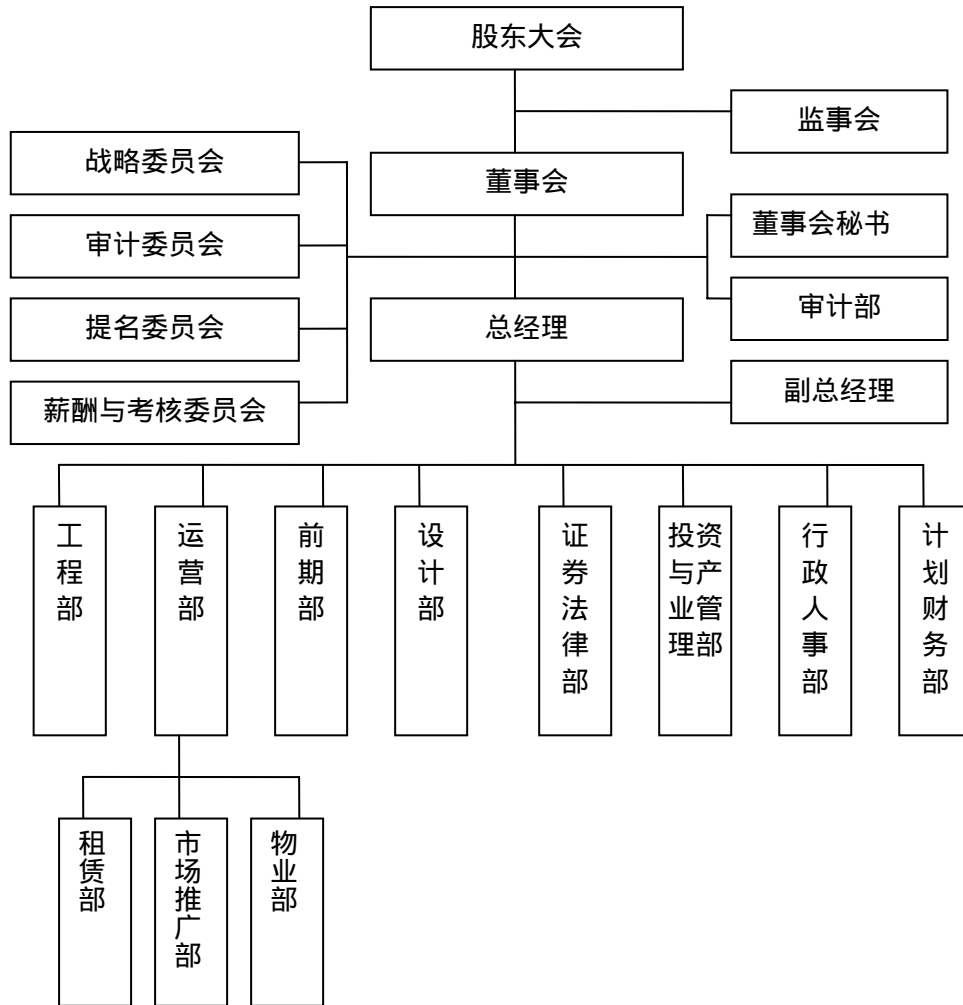 股东大会
监事会
战略委员会
董事会
审计委员会
董事会秘书
提名委员会
总经理
审计部
薪酬与考核委员会
副总经理
工程部
运营部
前期部
设计部
证券法律部
投资与产业管理部
行政人事部
计划财务部
租赁部
市场推广部
物业部